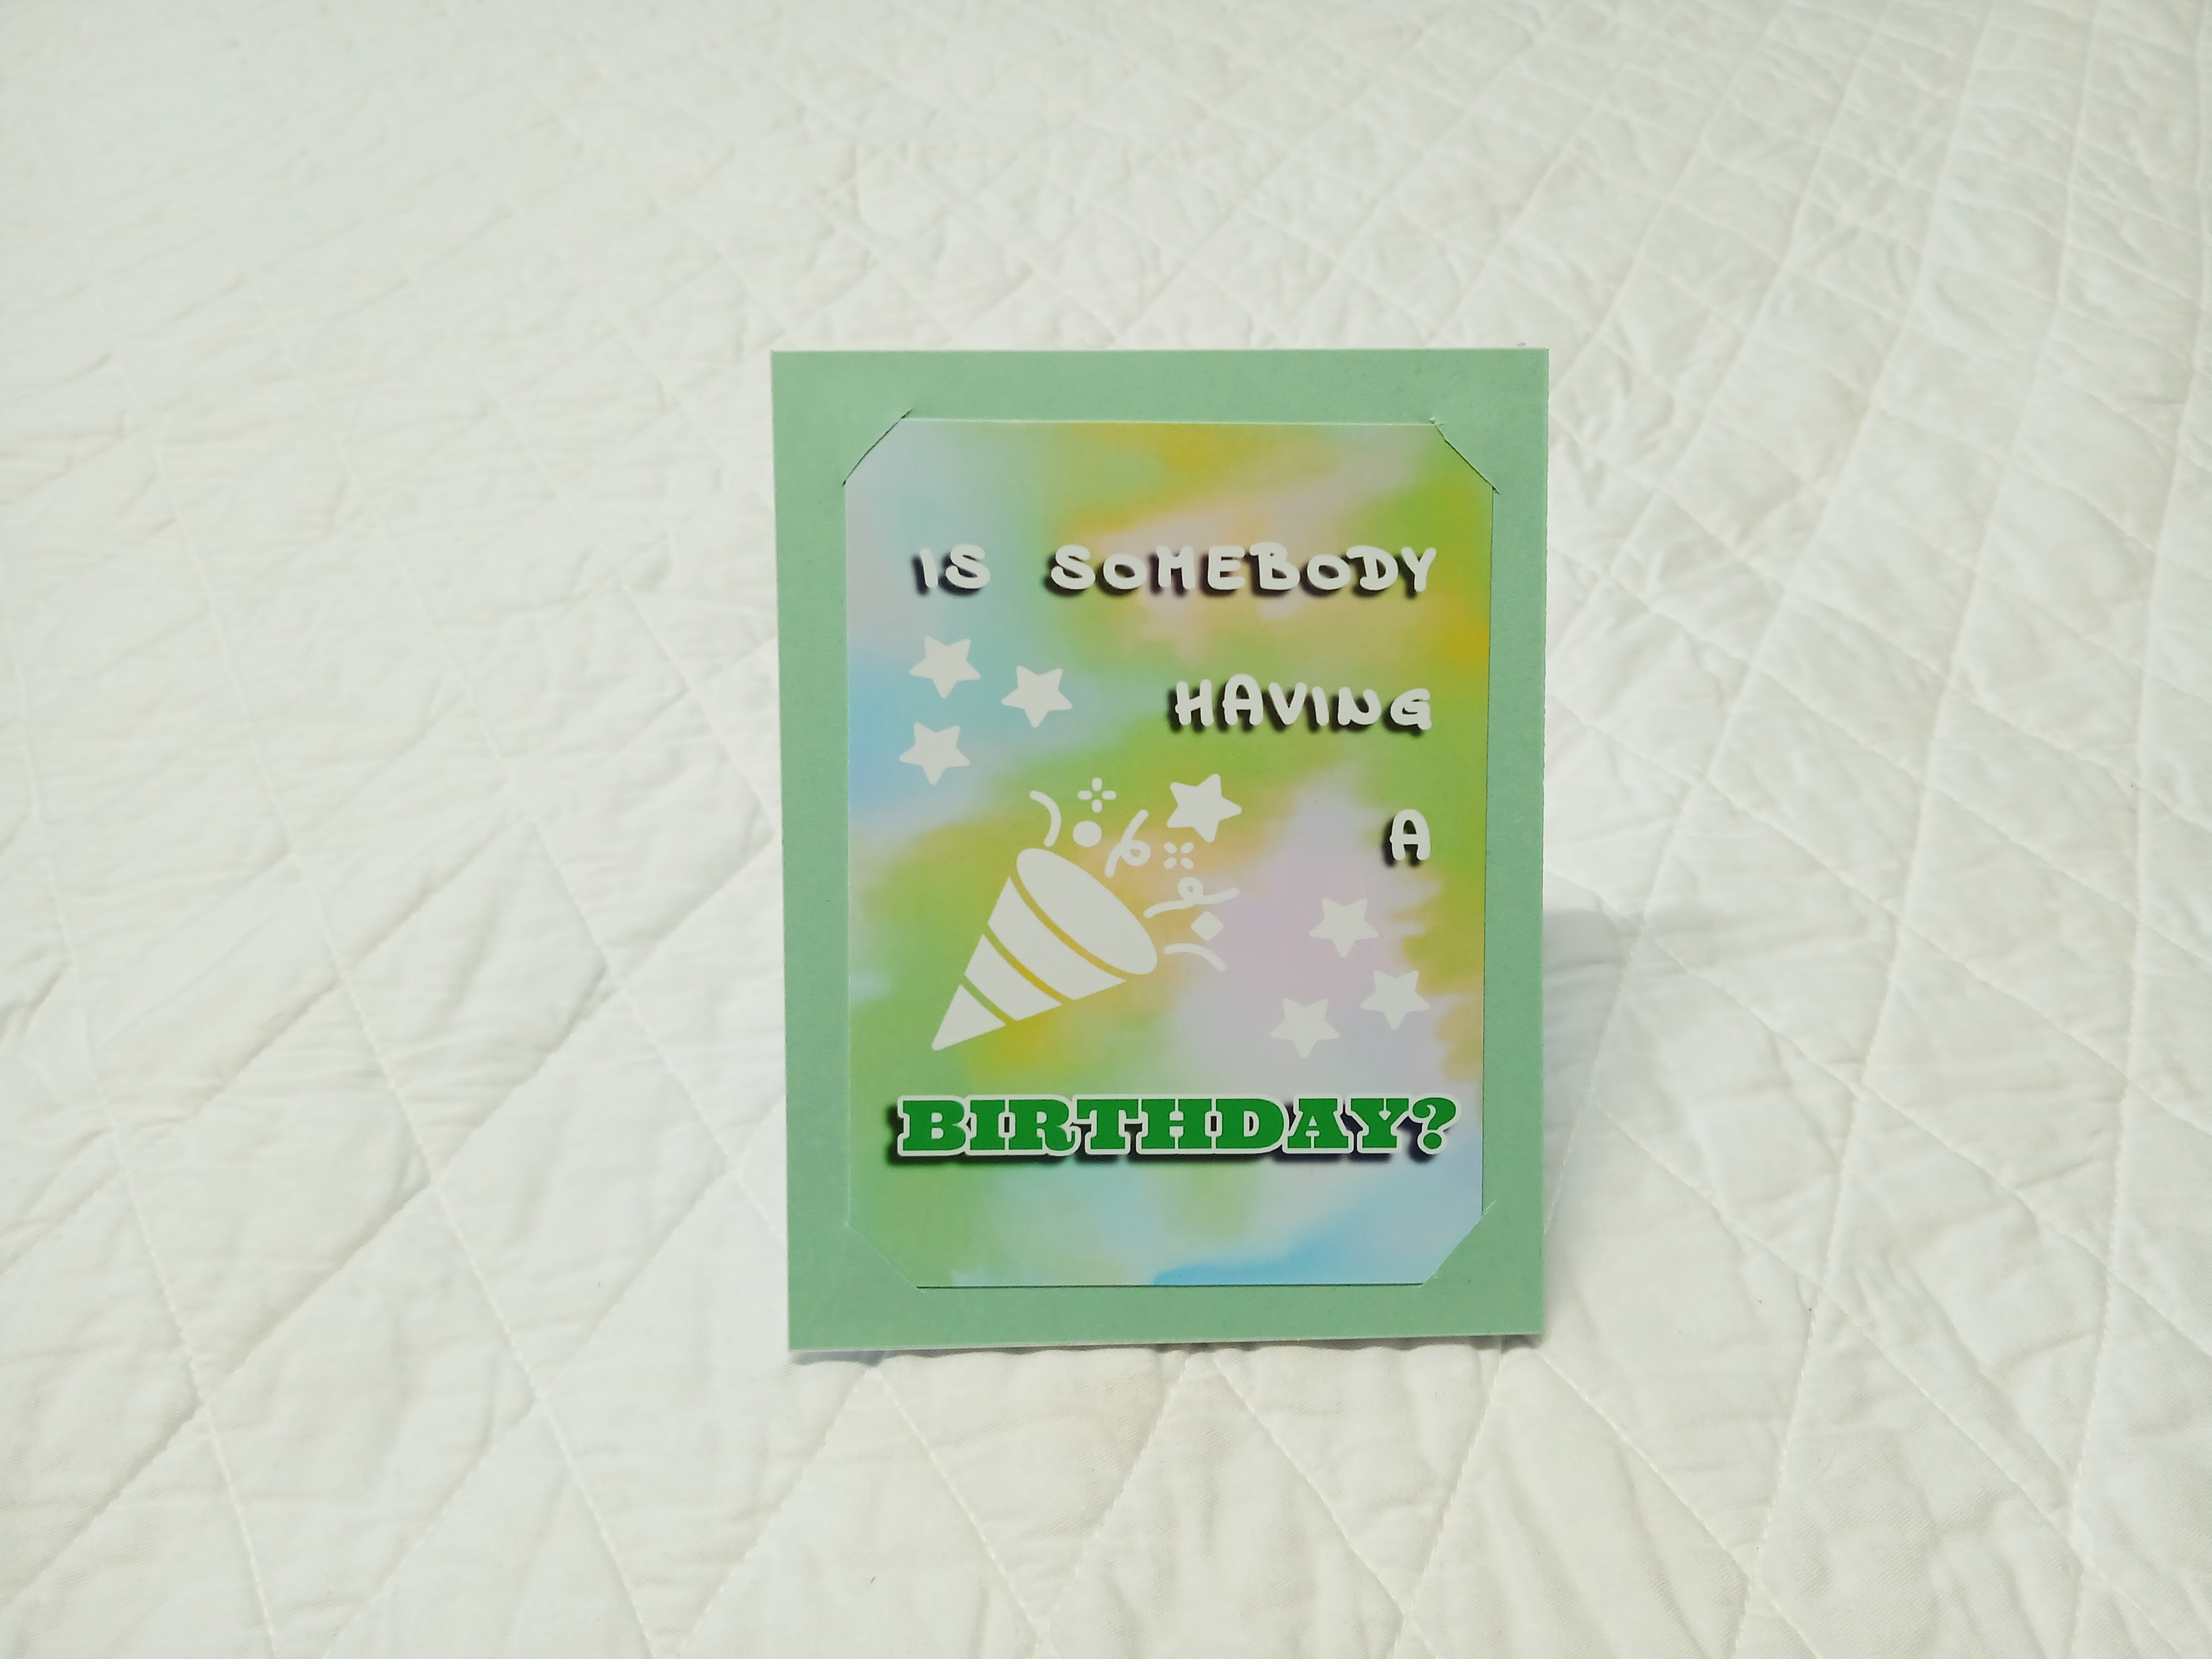 IS SOMEBODY
HAVING
A
BIRTHDAY?